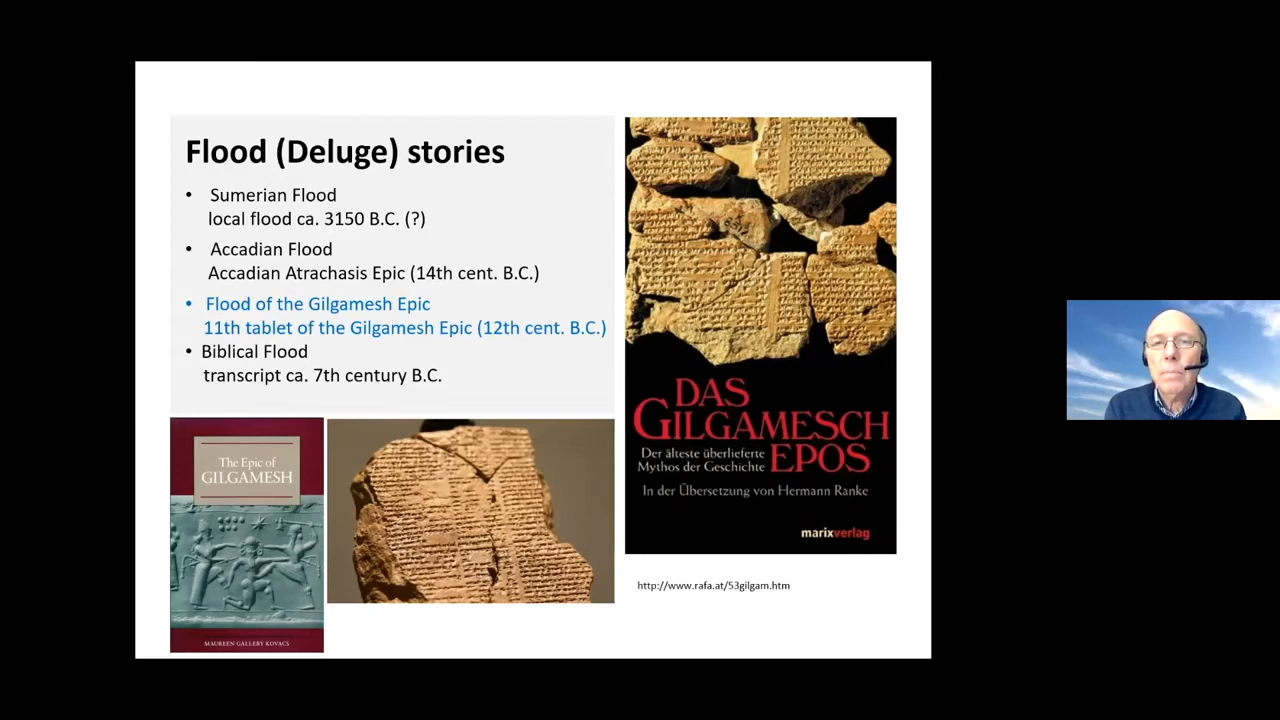 Flood (Deluge) stories
• Sumerian Flood
local flood ca. 3150 B.C. (?)
• Accadian Flood
Accadian Atrachasis Epic (14th cent. B.C.)
• Flood of the Gilgamesh Epic
11th tablet of the Gilgamesh Epic (12th cent. B.C.)
• Biblical Flood
transcript ca. 7th century B.C.
The Epic of
GILGAMESH
MAUREEN GALLERY KOVACS
DAS
GILGAMESCH
Der älteste überlieferte
Mythos der Geschichte
EPOS
In der Übersetzung von Hermann Ranke
marixverlag
http://www.rafa.at/53gilgam.htm